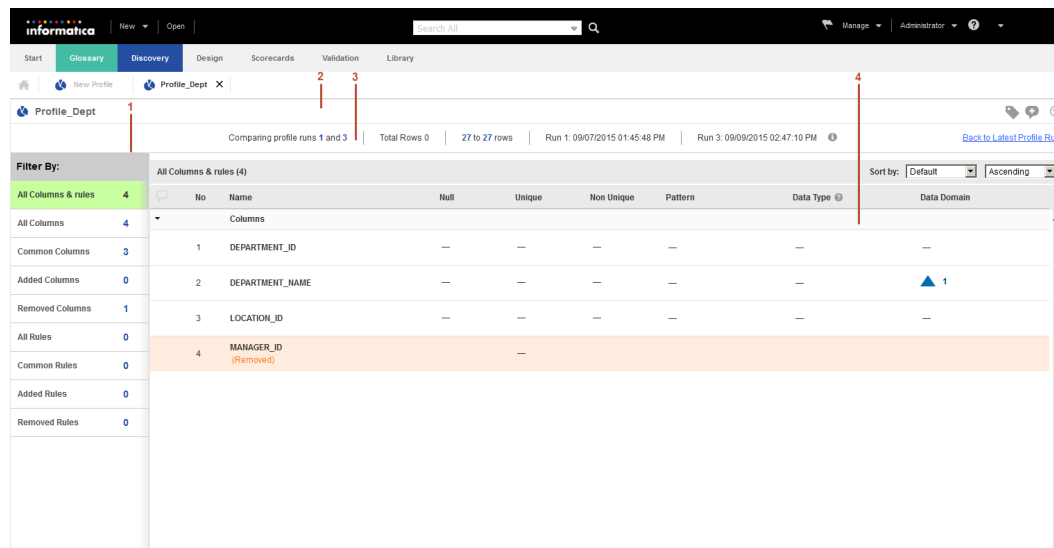 informatica New Open Search All Manage Administrator ?
Start Glossary Discovery Design Scorecards Validation Library
New Profile Profile_Dept X
1 2 3 4
Profile_Dept
Comparing profile runs 1 and 3 Total Rows 0 27 to 27 rows Run 1: 09/07/2015 01:45:48 PM Run 3: 09/09/2015 02:47:10 PM Back to Latest Profile Ru
Filter By:
All Columns & rules 4
All Columns 4
Common Columns 3
Added Columns 0
Removed Columns 1
All Rules 0
Common Rules 0
Added Rules 0
Removed Rules 0
All Columns & rules (4) Sort by: Default Ascending
No Name Null Unique Non Unique Pattern Data Type ? Data Domain
Columns
1 DEPARTMENT_ID — — — — — —
2 DEPARTMENT_NAME — — — — — 1
3 LOCATION_ID — — — — — —
4 MANAGER_ID —
(Removed)